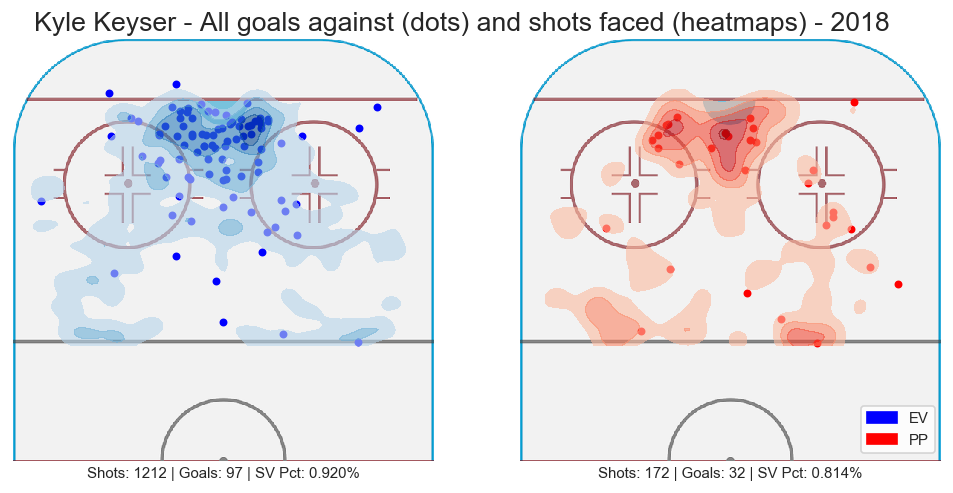 Kyle Keyser - All goals against (dots) and shots faced (heatmaps) - 2018
EV
PP
Shots: 1212 | Goals: 97 | SV Pct: 0.920%
Shots: 172 | Goals: 32 | SV Pct: 0.814%